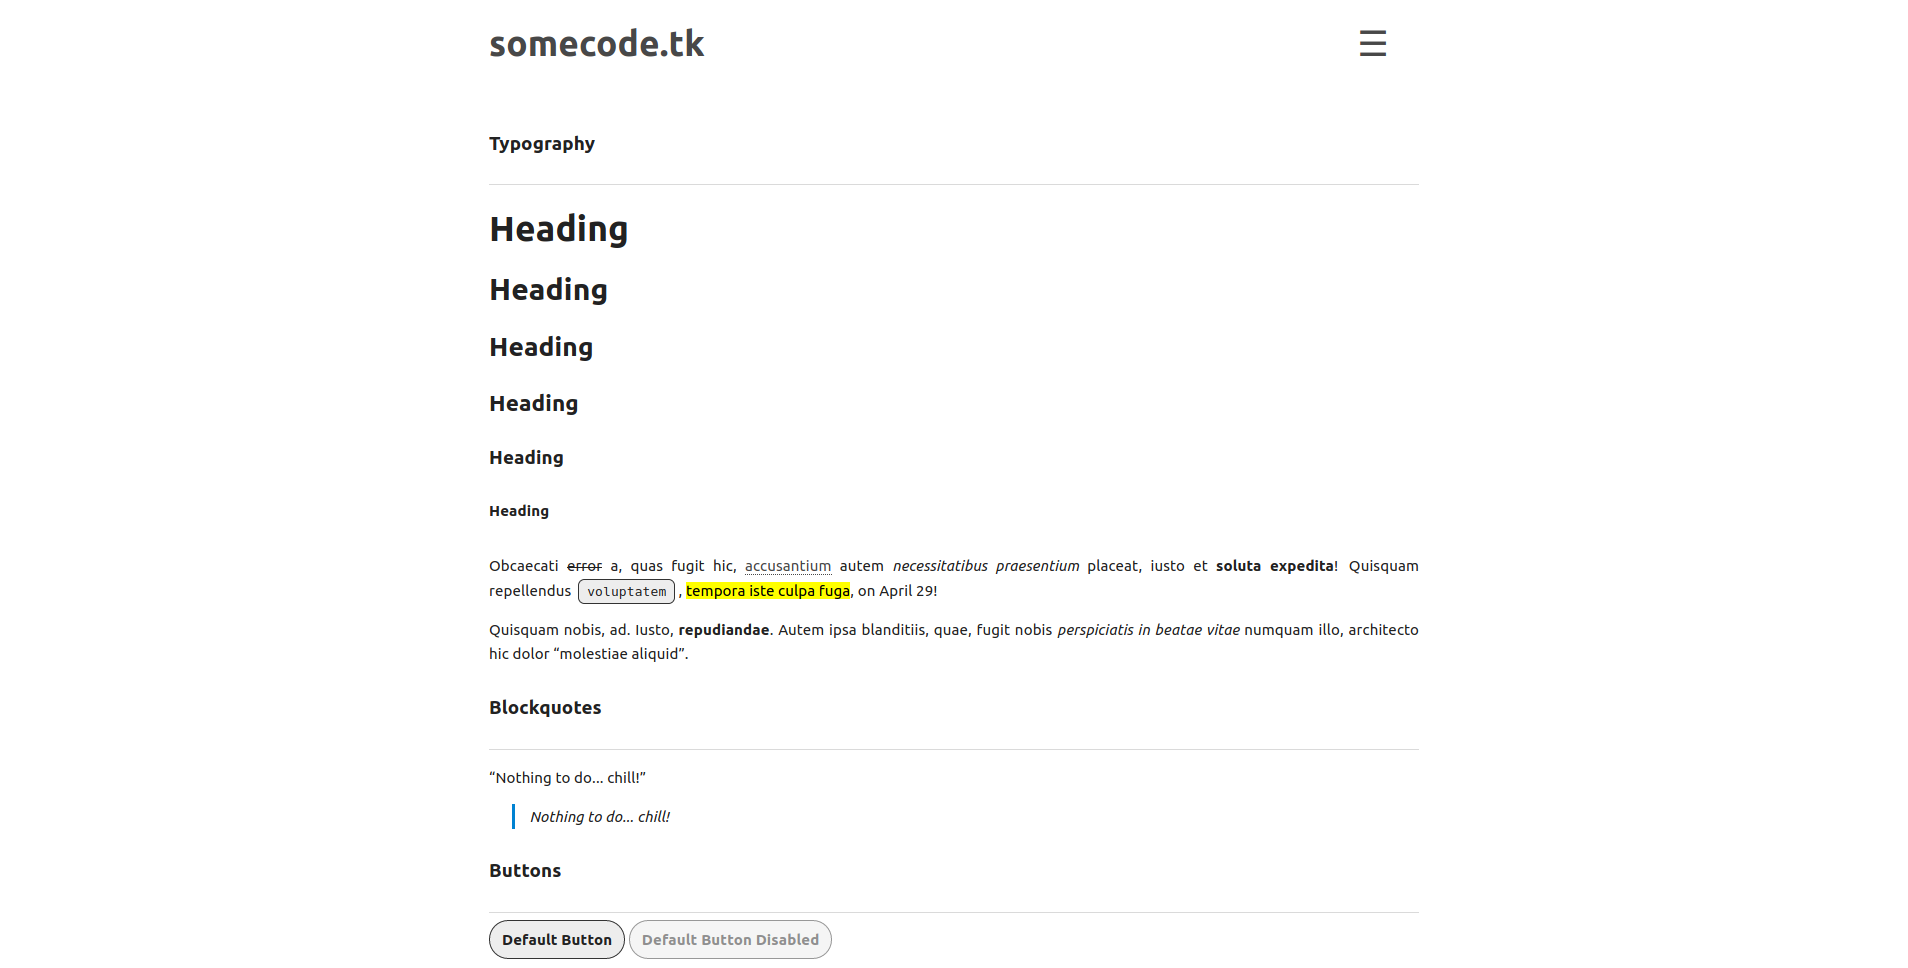 somecode.tk
☰
Typography
Heading
Heading
Heading
Heading
Heading
Heading
Obcaecati error a, quas fugit hic, accusantium autem necessitatibus praesentium placeat, iusto et soluta expedita! Quisquam
repellendus voluptatem, tempora iste culpa fuga, on April 29!
Quisquam nobis, ad. Iusto, repudiandae. Autem ipsa blanditiis, quae, fugit nobis perspiciatis in beatae vitae numquam illo, architecto
hic dolor “molestiae aliquid”.
Blockquotes
“Nothing to do... chill!”
Nothing to do... chill!
Buttons
Default Button Default Button Disabled